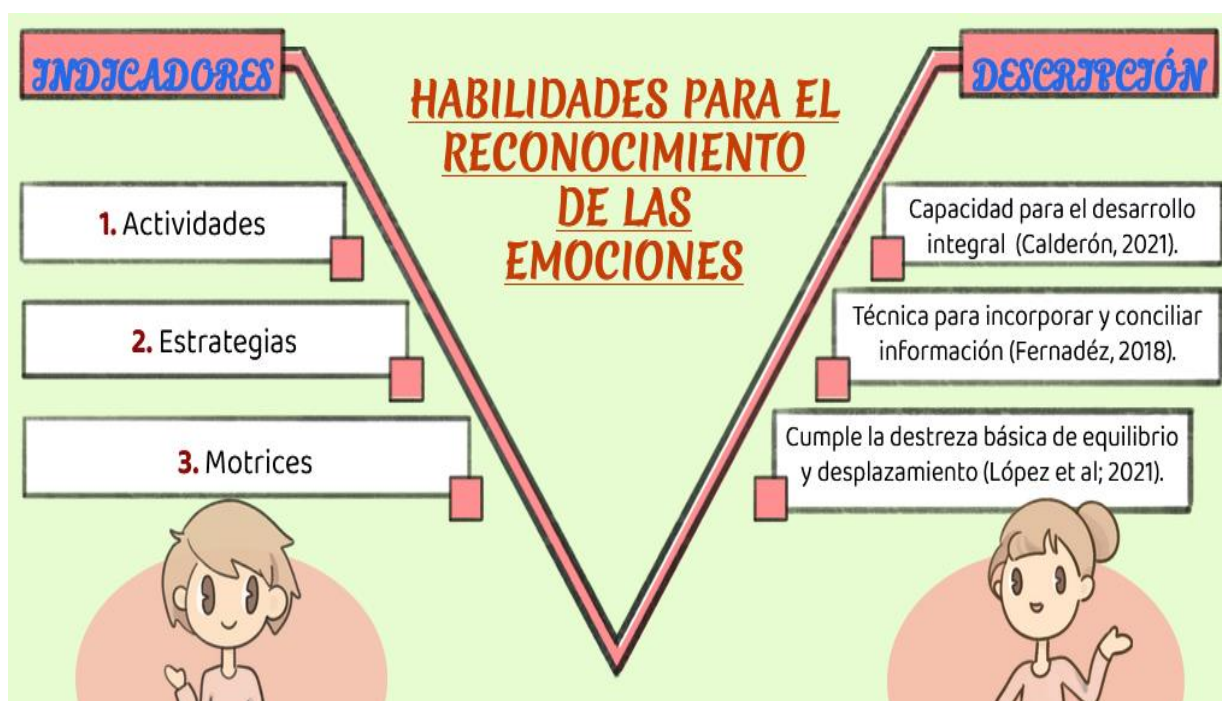 INDICADORES
HABILIDADES PARA EL
RECONOCIMIENTO
DE LAS
EMOCIONES
DESCRIPCIÓN
1. Actividades
2. Estrategias
3. Motrices
Capacidad para el desarrollo
integral (Calderón, 2021).
Técnica para incorporar y conciliar
información (Fernadéz, 2018).
Cumple la destreza básica de equilibrio
y desplazamiento (López et al; 2021).